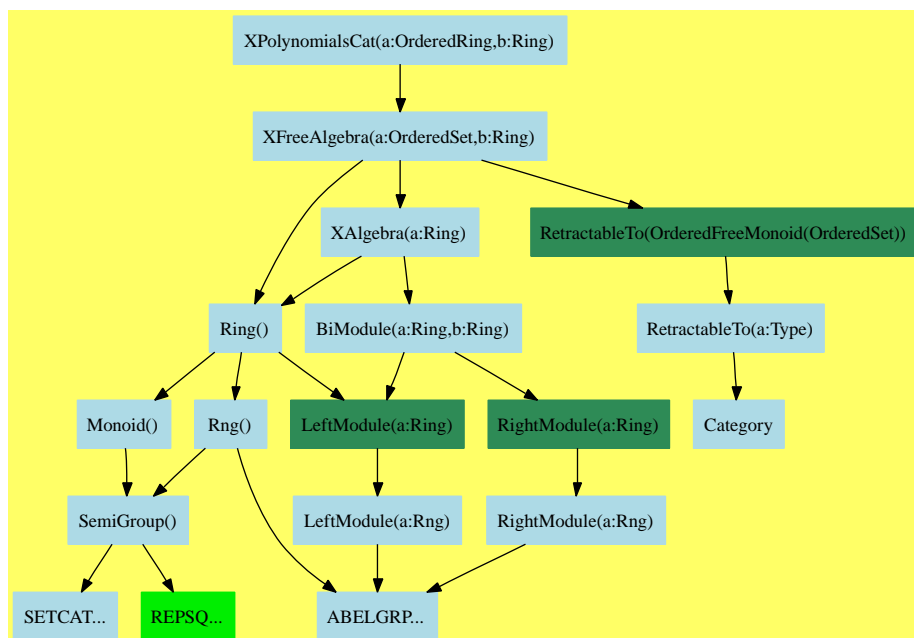 XPolynomialsCat(a:OrderedRing,b:Ring)
XFreeAlgebra(a:OrderedSet,b:Ring)
XAlgebra(a:Ring)
RetractableTo(OrderedFreeMonoid(OrderedSet))
Ring()
BiModule(a:Ring,b:Ring)
RetractableTo(a:Type)
Monoid()
Rng()
LeftModule(a:Ring)
RightModule(a:Ring)
Category
SemiGroup()
LeftModule(a:Rng)
RightModule(a:Rng)
SETCAT...
REPSQ...
ABELGRP...